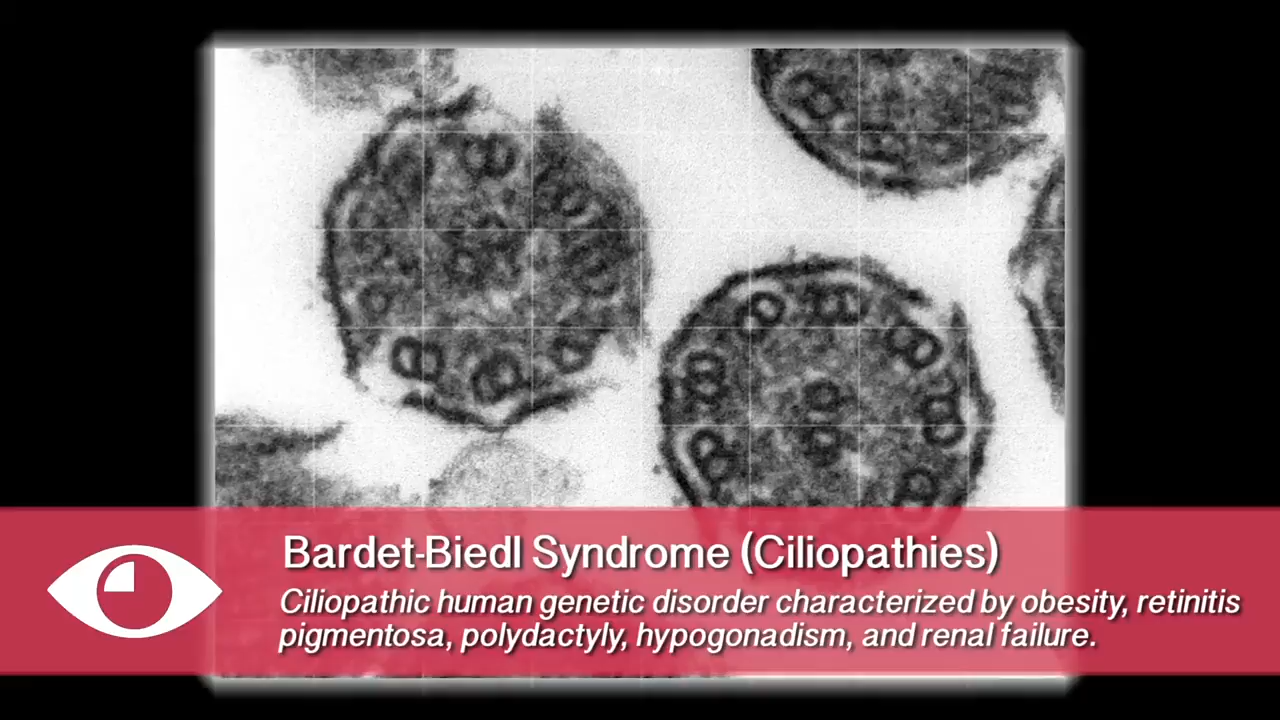 Bardet-Biedl Syndrome (Ciliopathies)
Ciliopathic human genetic disorder characterized by obesity, retinitis
pigmentosa, polydactyly, hypogonadism, and renal failure.